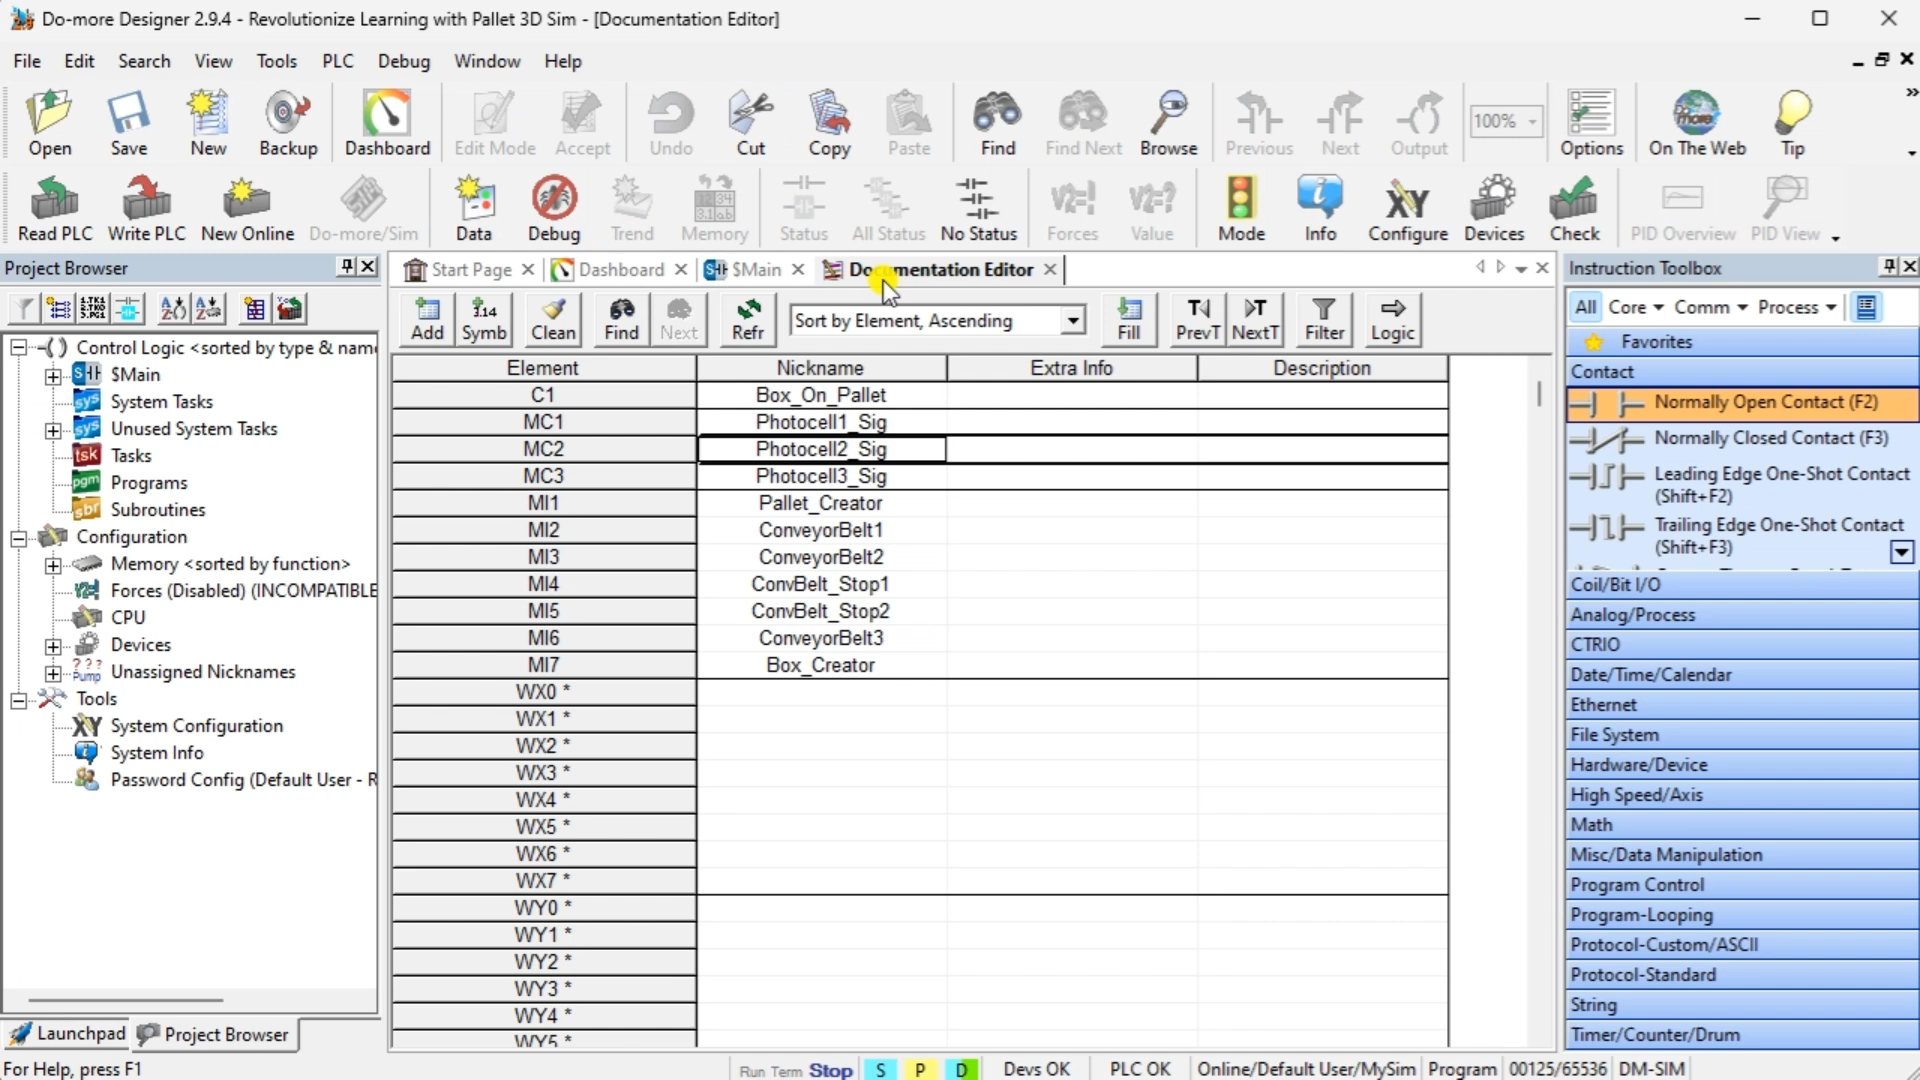 Do-more Designer 2.9.4 - Revolutionize Learning with Pallet 3D Sim - [Documentation Editor]
File Edit Search View Tools PLC Debug Window Help
Open Save New Backup Dashboard Edit Mode Accept Undo Cut Copy Paste Find Find Next Browse Previous Next Output 100% Options On The Web Tip
Read PLC Write PLC New Online Do-more/Sim Data Debug Trend Memory Status All Status No Status Forces Value Mode Info Configure Devices Check PID Overview PID View
Project Browser
Start Page Dashboard $Main Documentation Editor
Instruction Toolbox
Add Symb Clean Find Next Refr Sort by Element, Ascending Fill PrevT NextT Filter Logic
All Core Comm Process
Control Logic <sorted by type & nam
$Main
System Tasks
Unused System Tasks
Tasks
Programs
Subroutines
Configuration
Memory <sorted by function>
Forces (Disabled) (INCOMPATIBLE
CPU
Devices
Unassigned Nicknames
Tools
System Configuration
System Info
Password Config (Default User - R
Launchpad Project Browser
Element Nickname Extra Info Description
C1 Box_On_Pallet
MC1 Photocell1_Sig
MC2 Photocell2_Sig
MC3 Photocell3_Sig
MI1 Pallet_Creator
MI2 ConveyorBelt1
MI3 ConveyorBelt2
MI4 ConvBelt_Stop1
MI5 ConvBelt_Stop2
MI6 ConveyorBelt3
MI7 Box_Creator
WX0 *
WX1 *
WX2 *
WX3 *
WX4 *
WX5 *
WX6 *
WX7 *
WY0 *
WY1 *
WY2 *
WY3 *
WY4 *
WY5 *
Favorites
Contact
Normally Open Contact (F2)
Normally Closed Contact (F3)
Leading Edge One-Shot Contact
(Shift+F2)
Trailing Edge One-Shot Contact
(Shift+F3)
Coil/Bit I/O
Analog/Process
CTRIO
Date/Time/Calendar
Ethernet
File System
Hardware/Device
High Speed/Axis
Math
Misc/Data Manipulation
Program Control
Program-Looping
Protocol-Custom/ASCII
Protocol-Standard
String
Timer/Counter/Drum
For Help, press F1
Run Term Stop S P D Devs OK PLC OK Online/Default User/MySim Program 00125/65536 DM-SIM